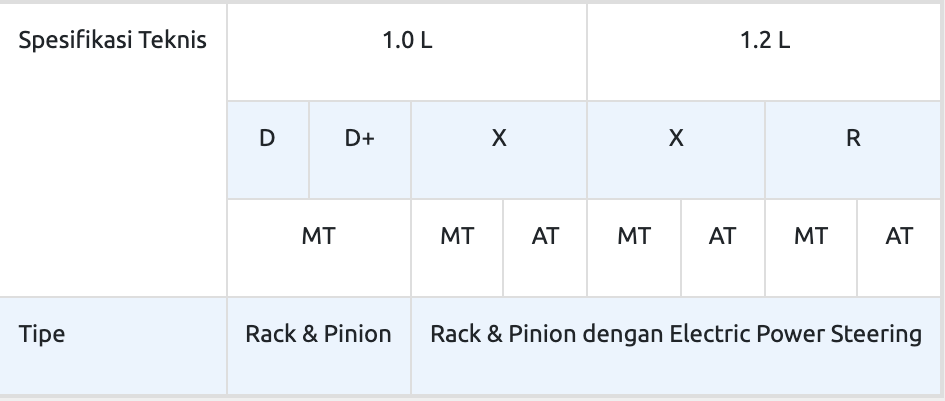 Spesifikasi Teknis 1.0 L 1.2 L
D D+ X X R
MT MT AT MT AT MT AT
Tipe Rack & Pinion Rack & Pinion dengan Electric Power Steering